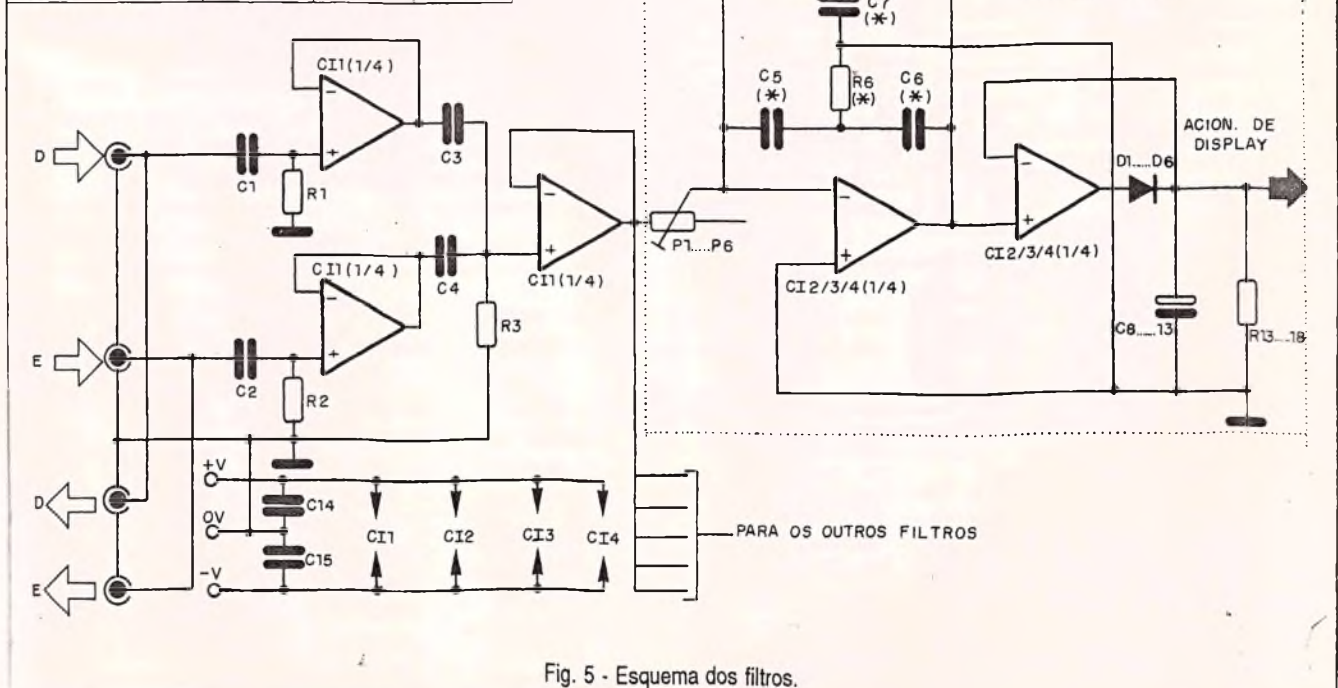 C7
(*)
C5
(*)
R6
(*)
C6
(*)
CI1(1/4)
D
C1
R1
C3
CI1(1/4)
C4
CI1(1/4)
R3
E
C2
R2
P1.....P6
CI2/3/4(1/4)
CI2/3/4(1/4)
D1.....D6
ACION. DE
DISPLAY
C8.....13
R13....18
D
E
+V
0V
-V
C14
C15
CI1
CI2
CI3
CI4
PARA OS OUTROS FILTROS
Fig. 5 - Esquema dos filtros.